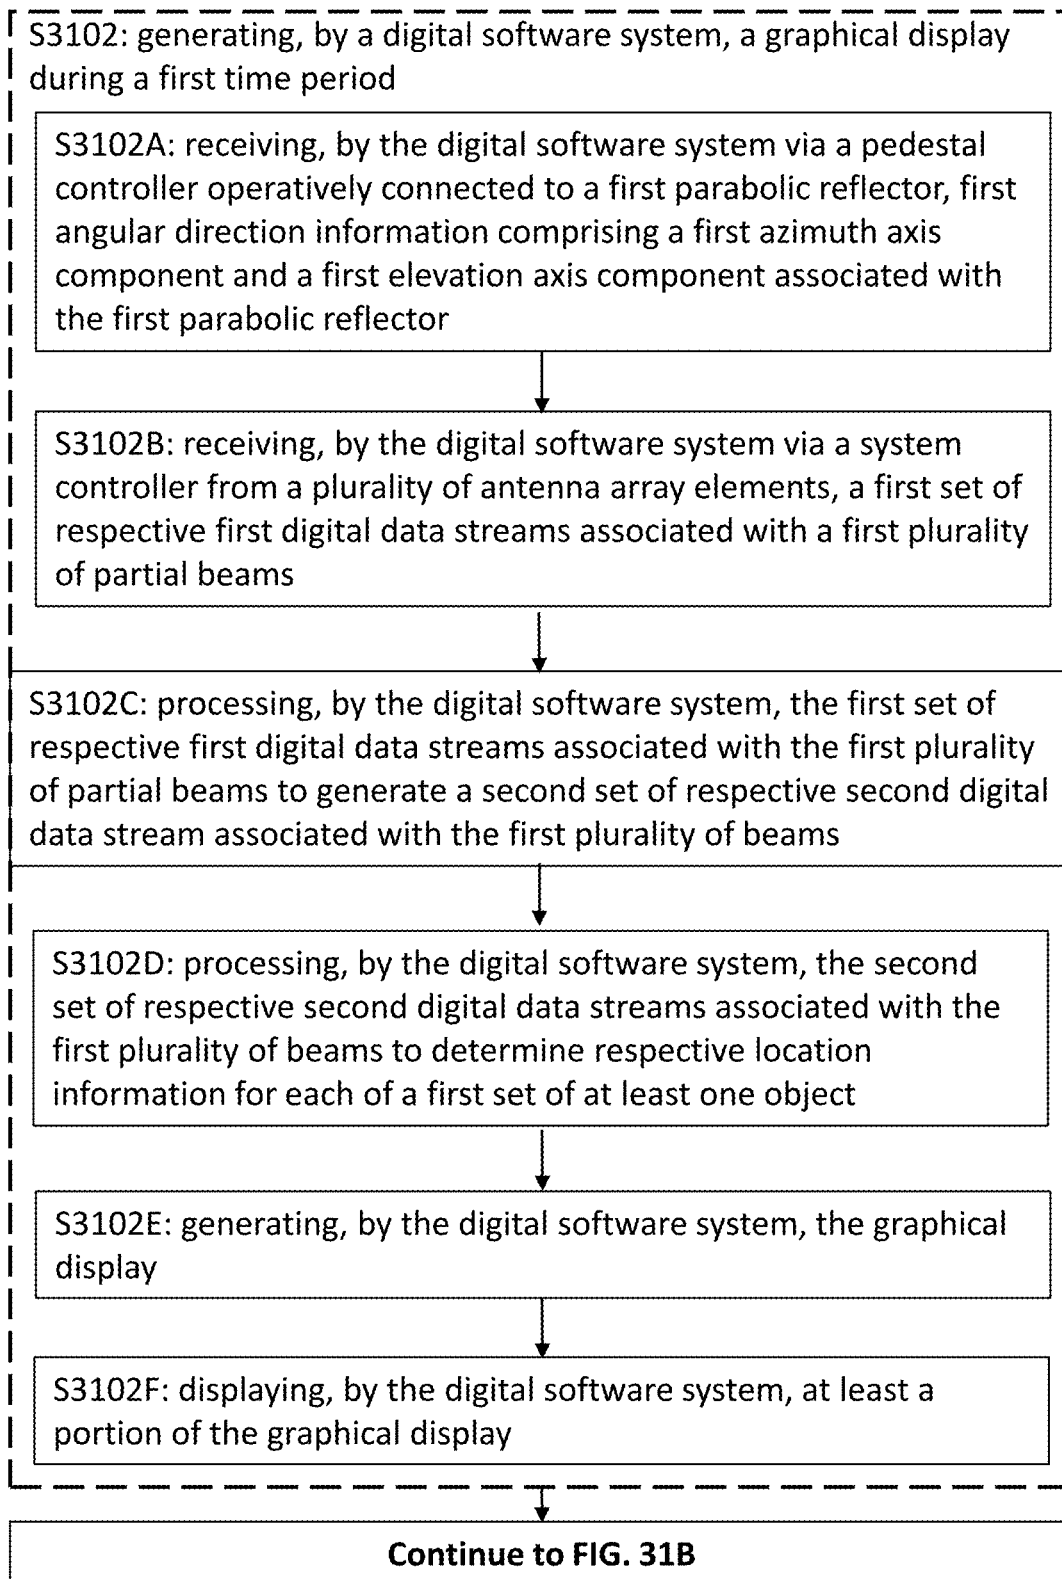 S3102: generating, by a digital software system, a graphical display
during a first time period
S3102A: receiving, by the digital software system via a pedestal
controller operatively connected to a first parabolic reflector, first
angular direction information comprising a first azimuth axis
component and a first elevation axis component associated with
the first parabolic reflector
S3102B: receiving, by the digital software system via a system
controller from a plurality of antenna array elements, a first set of
respective first digital data streams associated with a first plurality
of partial beams
S3102C: processing, by the digital software system, the first set of
respective first digital data streams associated with the first plurality
of partial beams to generate a second set of respective second digital
data stream associated with the first plurality of beams
S3102D: processing, by the digital software system, the second
set of respective second digital data streams associated with the
first plurality of beams to determine respective location
information for each of a first set of at least one object
S3102E: generating, by the digital software system, the graphical
display
S3102F: displaying, by the digital software system, at least a
portion of the graphical display
Continue to FIG. 31B